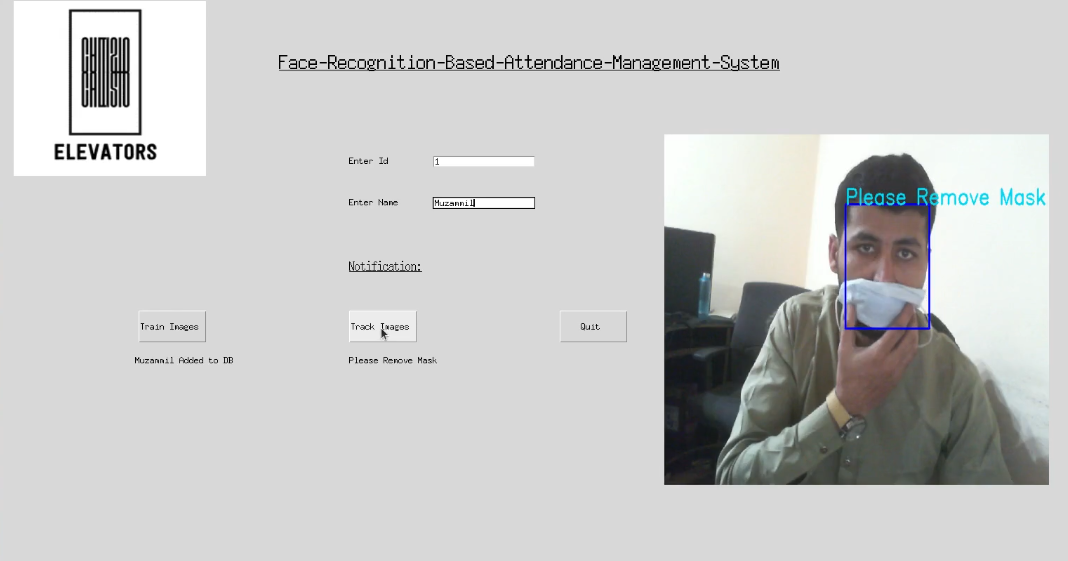 ELEVATORS
Face-Recognition-Based-Attendance-Management-System
Enter Id
1
Enter Name
Muzammil
Notification:
Train Images
Track Images
Quit
Muzammil Added to DB
Please Remove Mask
Please Remove Mask